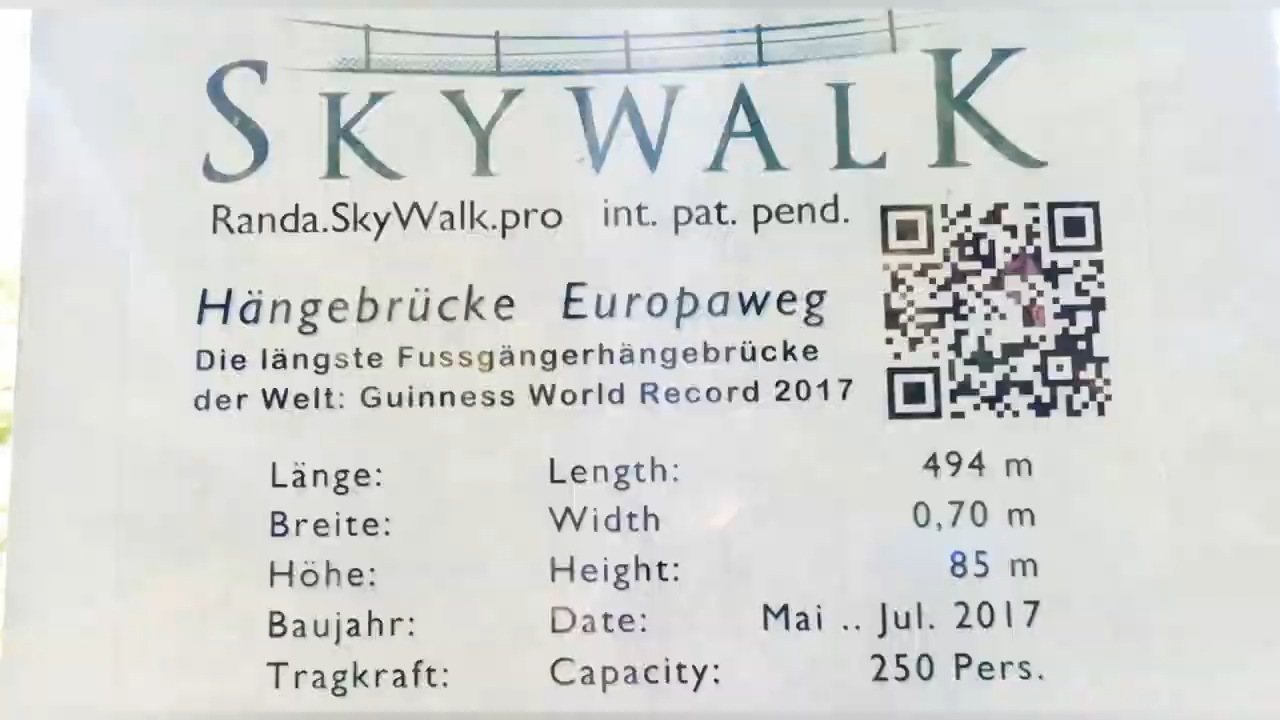 SKYWALK
Randa.SkyWalk.pro int. pat. pend.
Hängebrücke Europaweg
Die längste Fussgängerhängebrücke
der Welt: Guinness World Record 2017
Länge: Length: 494 m
Breite: Width 0,70 m
Höhe: Height: 85 m
Baujahr: Date: Mai .. Jul. 2017
Tragkraft: Capacity: 250 Pers.